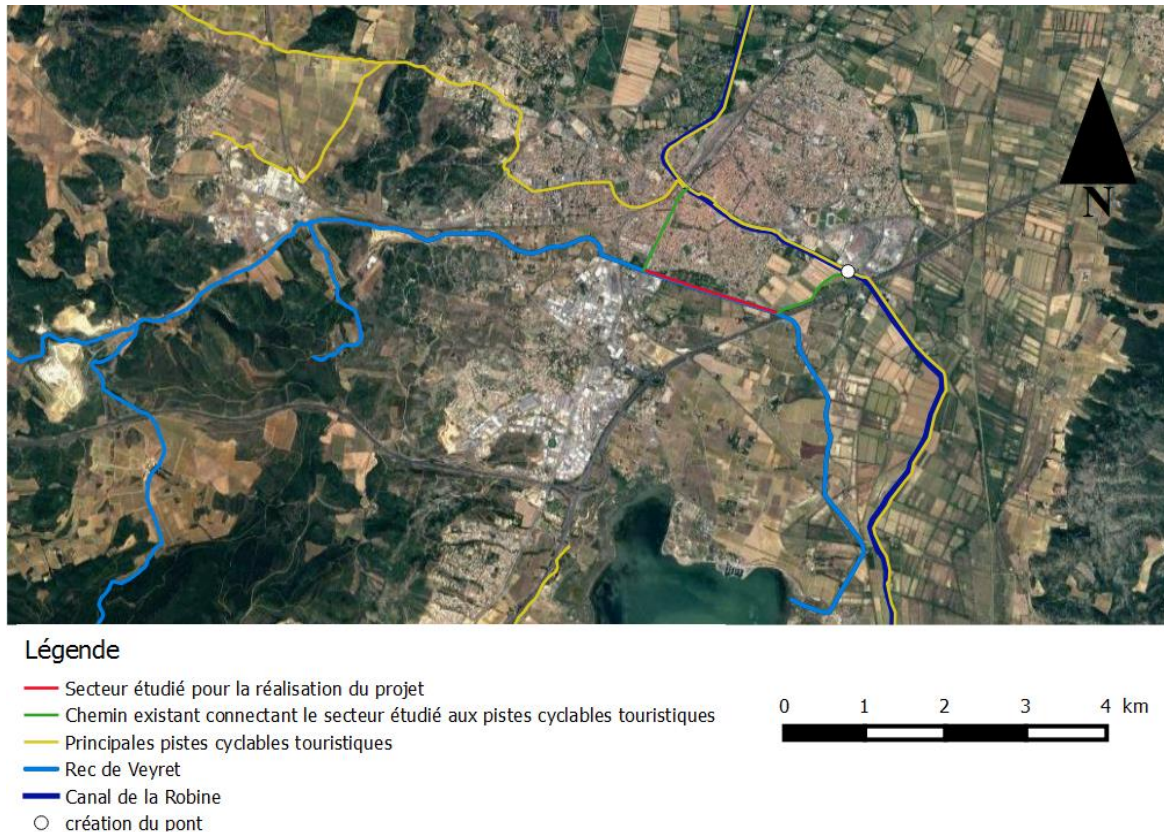 N
Légende
Secteur étudié pour la réalisation du projet
Chemin existant connectant le secteur étudié aux pistes cyclables touristiques
Principales pistes cyclables touristiques
Rec de Veyret
Canal de la Robine
création du pont
0 1 2 3 4 km